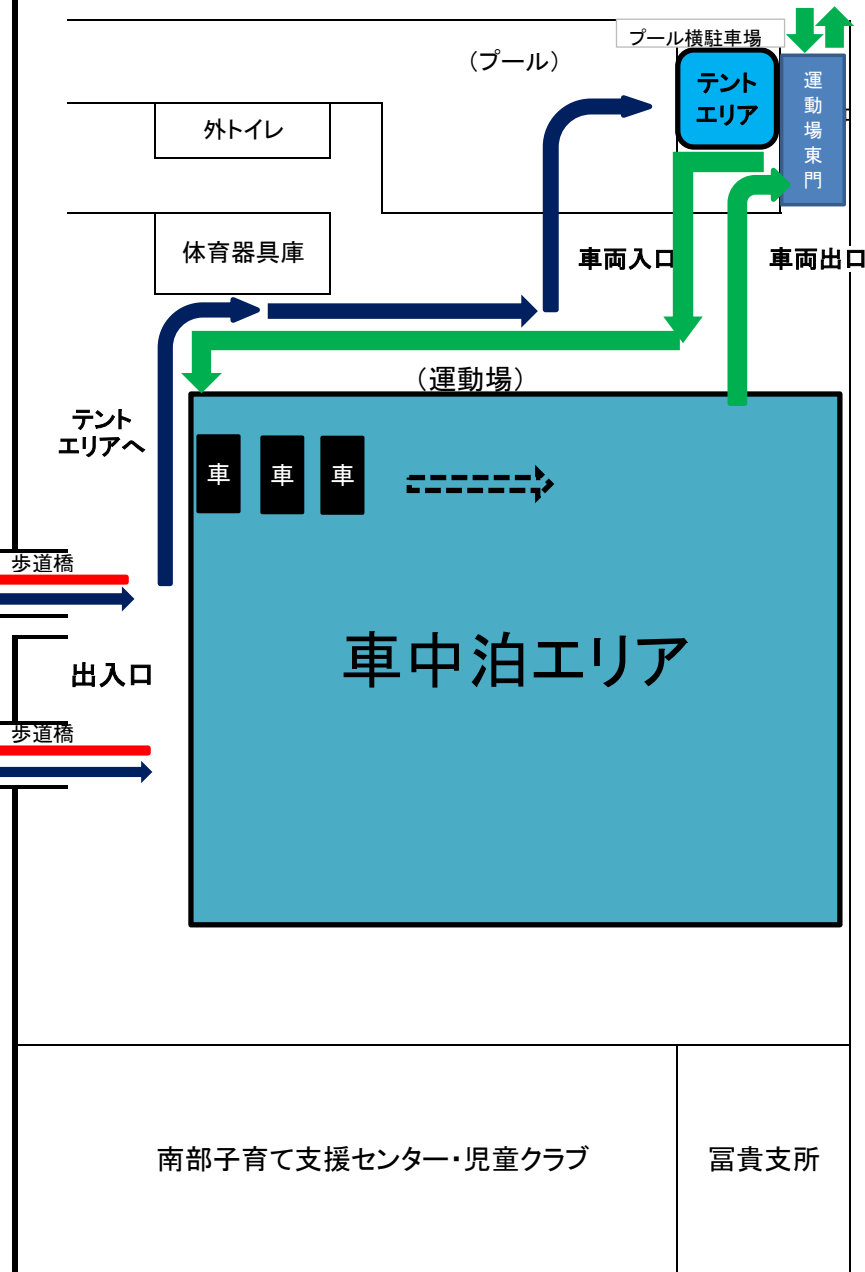 プール横駐車場
（プール）
テント
エリア
運動場東門
外トイレ
体育器具庫
車両入口
車両出口
（運動場）
テント
エリアへ
車
車
車
歩道橋
車中泊エリア
出入口
歩道橋
南部子育て支援センター・児童クラブ
冨貴支所